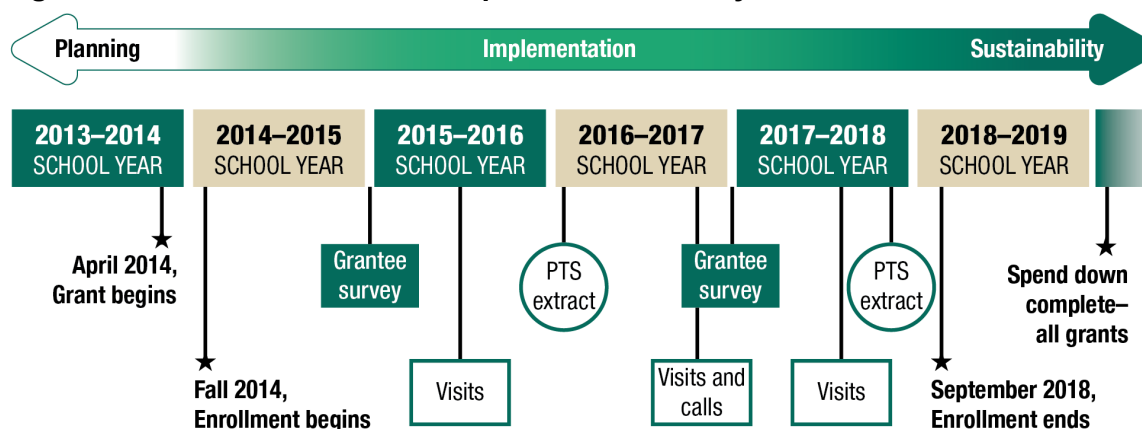 Planning Implementation Sustainability
2013–2014 2014–2015 2015–2016 2016–2017 2017–2018 2018–2019
SCHOOL YEAR SCHOOL YEAR SCHOOL YEAR SCHOOL YEAR SCHOOL YEAR SCHOOL YEAR
April 2014,
Grant begins
Grantee
survey
PTS
extract
Grantee
survey
PTS
extract
Spend down
complete–
all grants
Fall 2014,
Enrollment begins
Visits
Visits and
calls
Visits
September 2018,
Enrollment ends